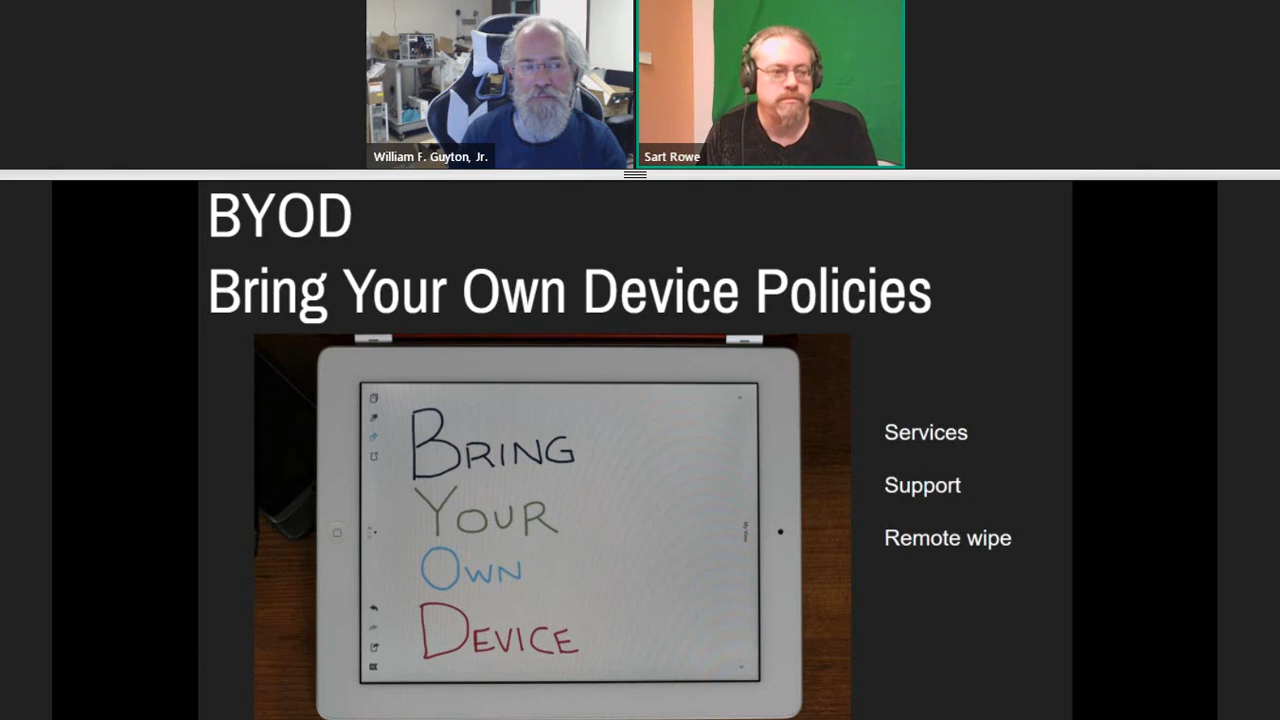 William F. Guyton, Jr.
Sart Rowe
BYOD
Bring Your Own Device Policies
BRING
YOUR
OWN
DEVICE
Services
Support
Remote wipe